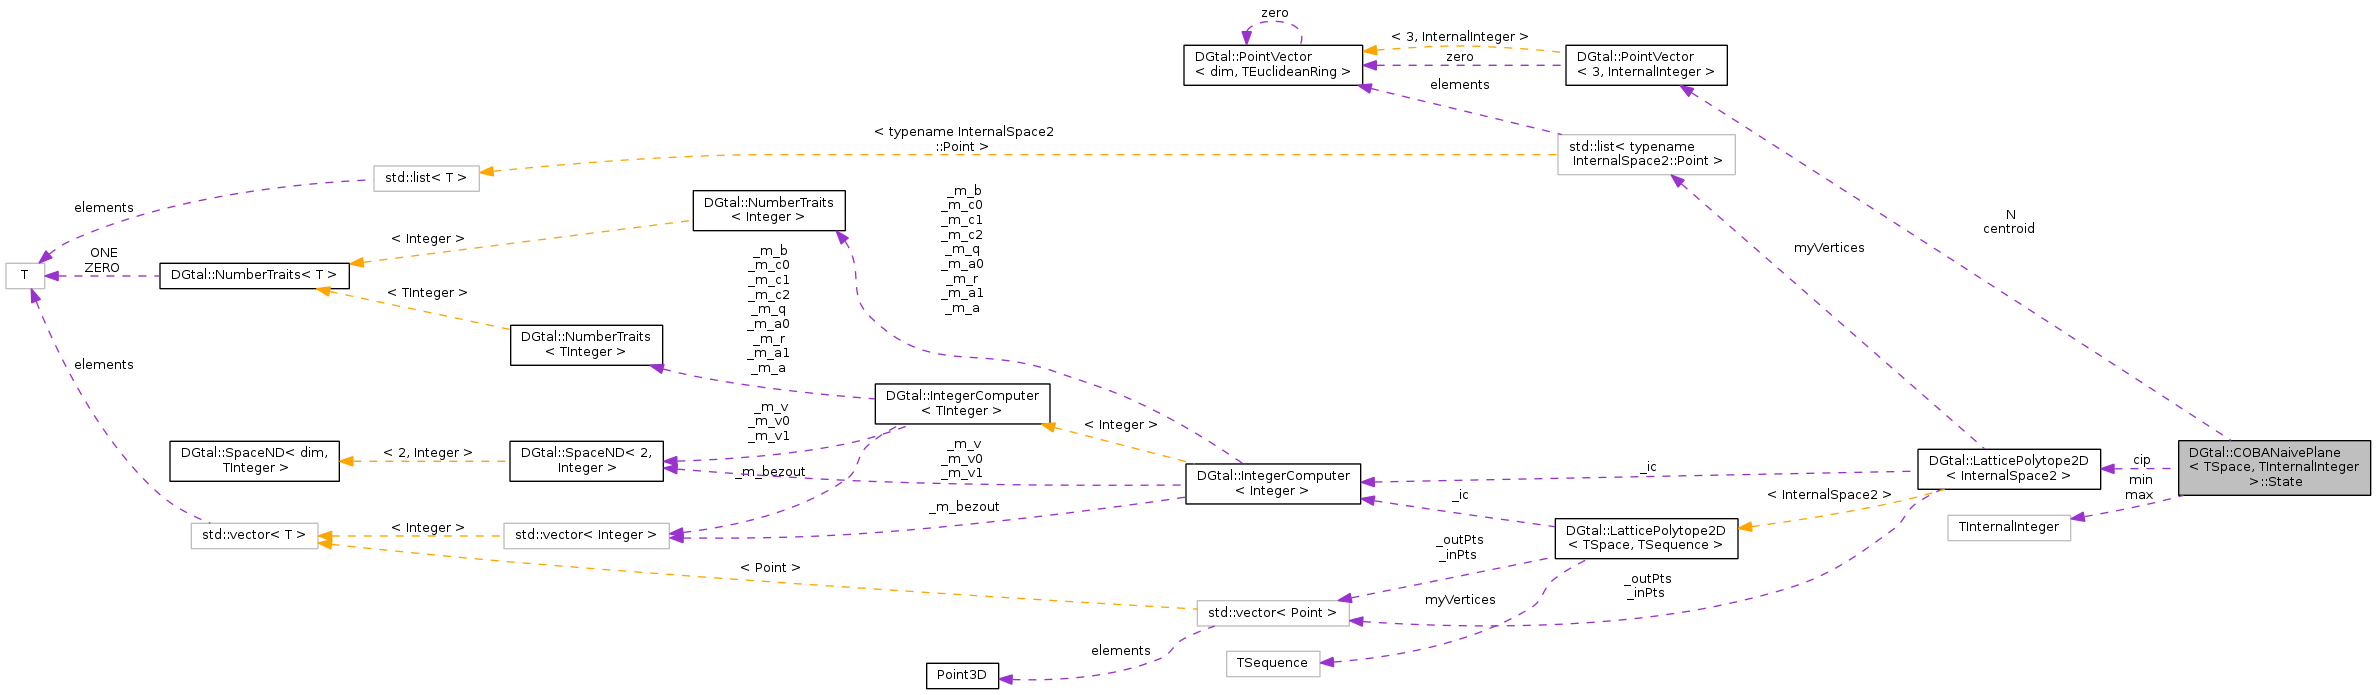 zero
DGtal::PointVector
< dim, TEuclideanRing >
< 3, InternalInteger >
zero
elements
DGtal::PointVector
< 3, InternalInteger >
< typename InternalSpace2
::Point >
std::list< typename
InternalSpace2::Point >
std::list< T >
elements
DGtal::NumberTraits
< Integer >
_m_b
_m_c0
_m_c1
_m_c2
_m_q
_m_a0
_m_r
_m_a1
_m_a
N
centroid
myVertices
< Integer >
ONE
ZERO
T
DGtal::NumberTraits< T >
< TInteger >
_m_b
_m_c0
_m_c1
_m_c2
_m_q
_m_a0
_m_r
_m_a1
_m_a
DGtal::NumberTraits
< TInteger >
elements
DGtal::IntegerComputer
< TInteger >
_m_v
_m_v0
_m_v1
< Integer >
DGtal::SpaceND< dim,
TInteger >
< 2, Integer >
DGtal::SpaceND< 2,
Integer >
_m_bezout
_m_v
_m_v0
_m_v1
DGtal::IntegerComputer
< Integer >
_ic
_ic
DGtal::LatticePolytope2D
< InternalSpace2 >
cip
min
max
DGtal::COBANaivePlane
< TSpace, TInternalInteger
>::State
< InternalSpace2 >
_m_bezout
TInternalInteger
std::vector< T >
< Integer >
std::vector< Integer >
DGtal::LatticePolytope2D
< TSpace, TSequence >
_outPts
_inPts
< Point >
_outPts
_inPts
myVertices
std::vector< Point >
elements
TSequence
Point3D